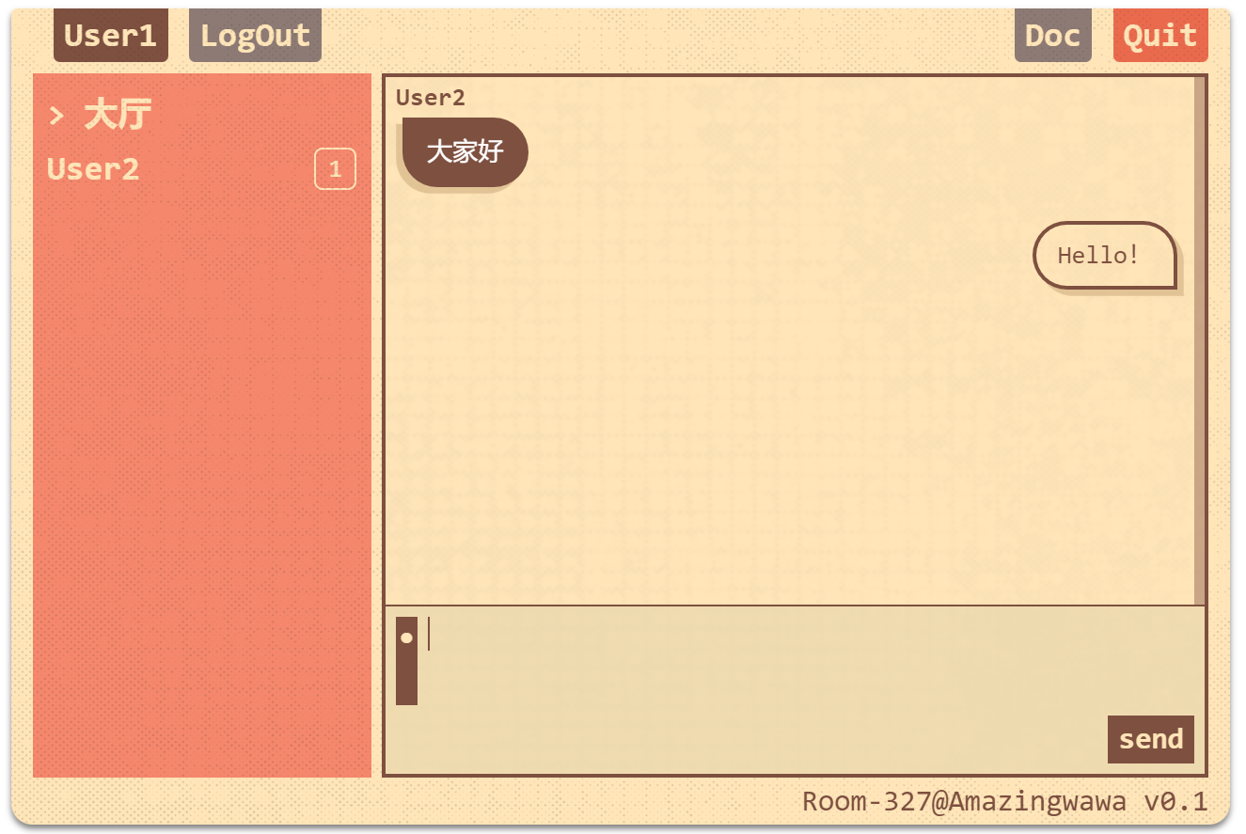 User1 LogOut Doc Quit
> 大厅
User2 1
User2
大家好
Hello!
send
Room-327@Amazingwawa v0.1